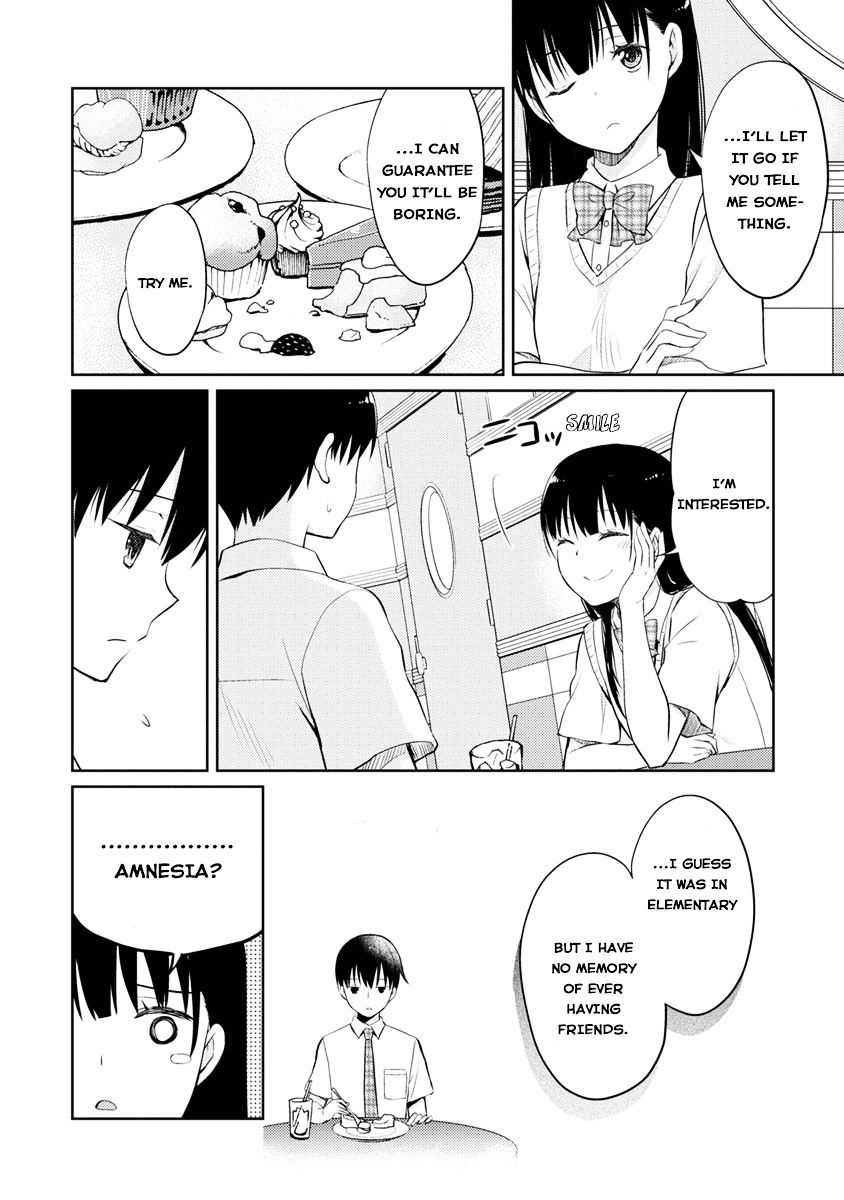 ...I'LL LET
IT GO IF
YOU TELL
ME SOME-
THING.
...I CAN
GUARANTEE
YOU IT'LL BE
BORING.
TRY ME.
I'M
INTERESTED.
SMILE
ニコッ
...I GUESS
IT WAS IN
ELEMENTARY
BUT I HAVE
NO MEMORY
OF EVER
HAVING
FRIENDS.
.................
AMNESIA?